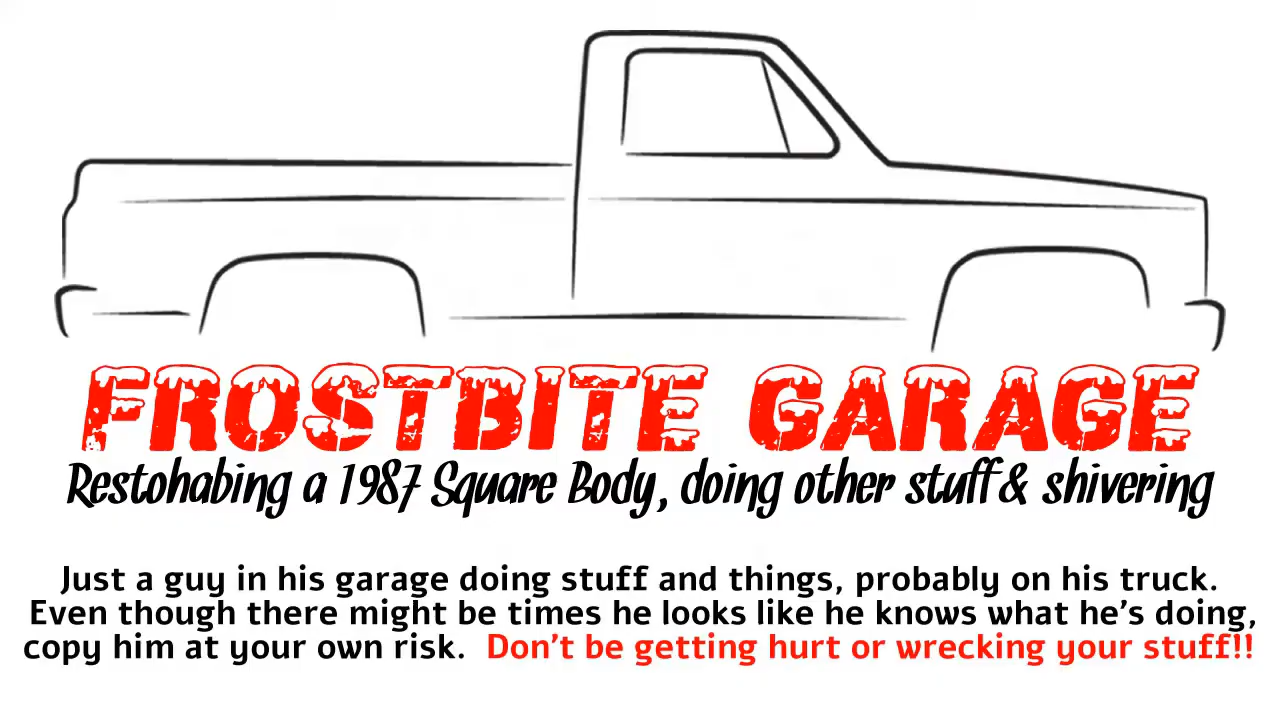 FROSTBITE GARAGE
Restohabing a 1987 Square Body, doing other stuff & shivering
Just a guy in his garage doing stuff and things, probably on his truck.
Even though there might be times he looks like he knows what he's doing,
copy him at your own risk. Don't be getting hurt or wrecking your stuff!!